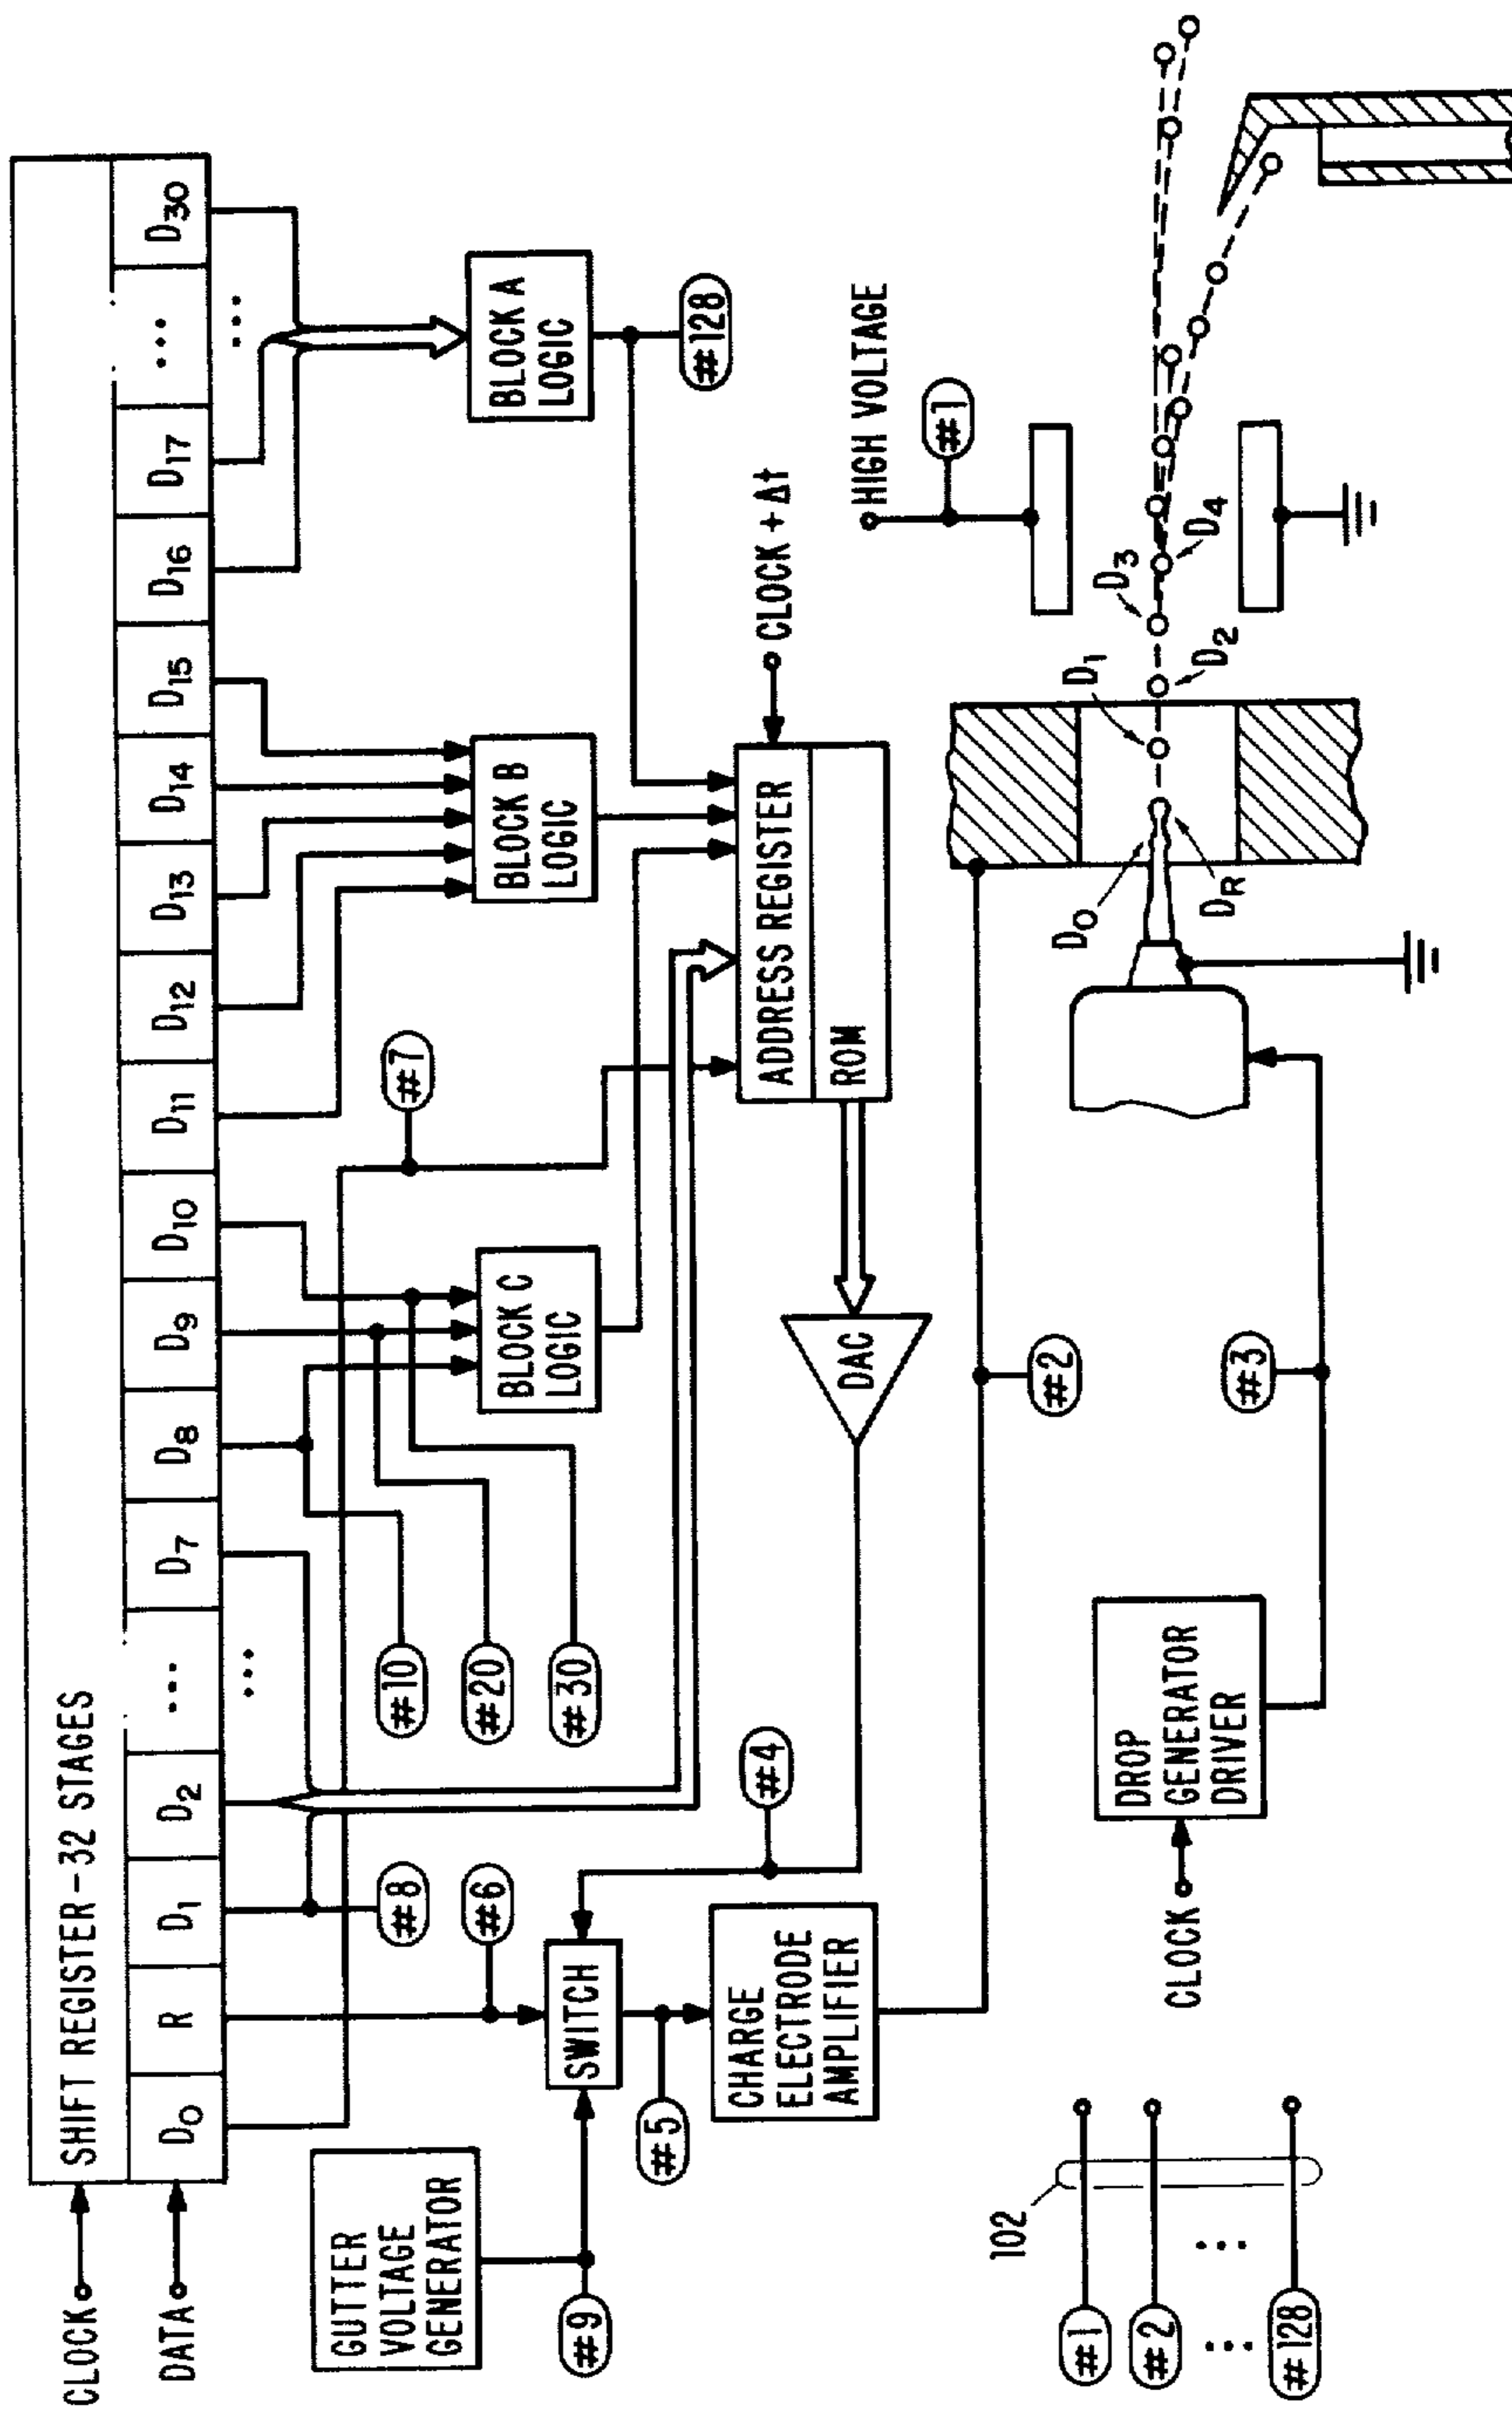 CLOCK
SHIFT REGISTER-32 STAGES
DATA
D0 R D1 D2 ... D7 D8 D9 D10 D11 D12 D13 D14 D15 D16 D17 ... D30
... ...
GUTTER
VOLTAGE
GENERATOR
#9
#8
#6
#10
#20
#30
#7
BLOCK C
LOGIC
BLOCK B
LOGIC
BLOCK A
LOGIC
#128
SWITCH
#5
#4
CHARGE
ELECTRODE
AMPLIFIER
ADDRESS REGISTER
ROM
CLOCK + Δt
DAC
HIGH VOLTAGE
#1
#2
#3
D0
DR
D1
D2
D3
D4
CLOCK
DROP
GENERATOR
DRIVER
102
#1
#2
... ...
#128